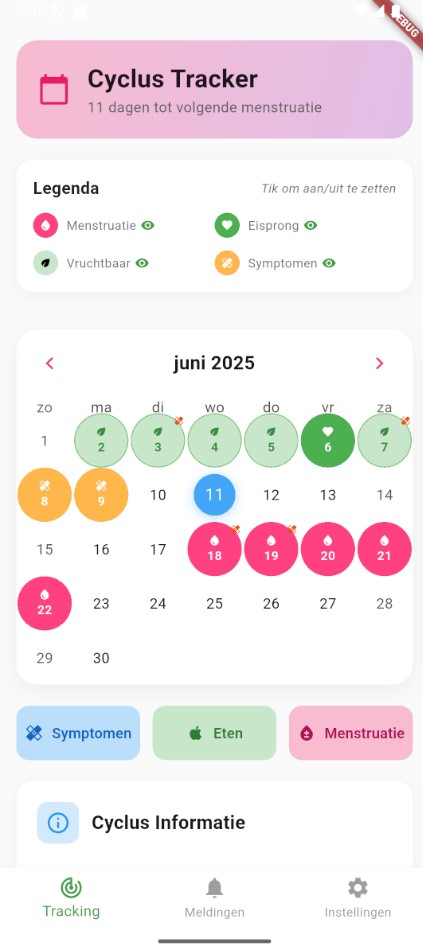 DEBUG
Cyclus Tracker
11 dagen tot volgende menstruatie
Legenda Tik om aan/uit te zetten
Menstruatie Eisprong
Vruchtbaar Symptomen
juni 2025
zo ma di wo do vr za
1 2 3 4 5 6 7
8 9 10 11 12 13 14
15 16 17 18 19 20 21
22 23 24 25 26 27 28
29 30
Symptomen Eten Menstruatie
Cyclus Informatie
Tracking Meldingen Instellingen